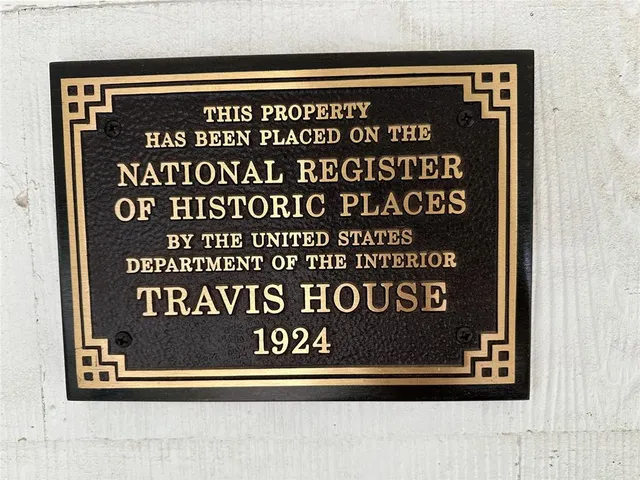 THIS PROPERTY
HAS BEEN PLACED ON THE
NATIONAL REGISTER
OF HISTORIC PLACES
BY THE UNITED STATES
DEPARTMENT OF THE INTERIOR
TRAVIS HOUSE
1924